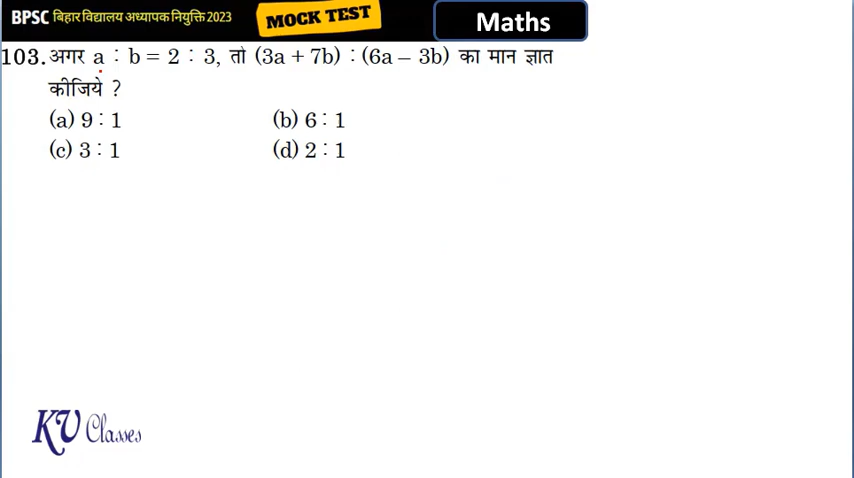 BPSC बिहार विद्यालय अध्यापक नियुक्ति 2023 MOCK TEST Maths
103. अगर a : b = 2 : 3, तो (3a + 7b) : (6a – 3b) का मान ज्ञात
कीजिये ?
(a) 9 : 1 (b) 6 : 1
(c) 3 : 1 (d) 2 : 1
KV Classes